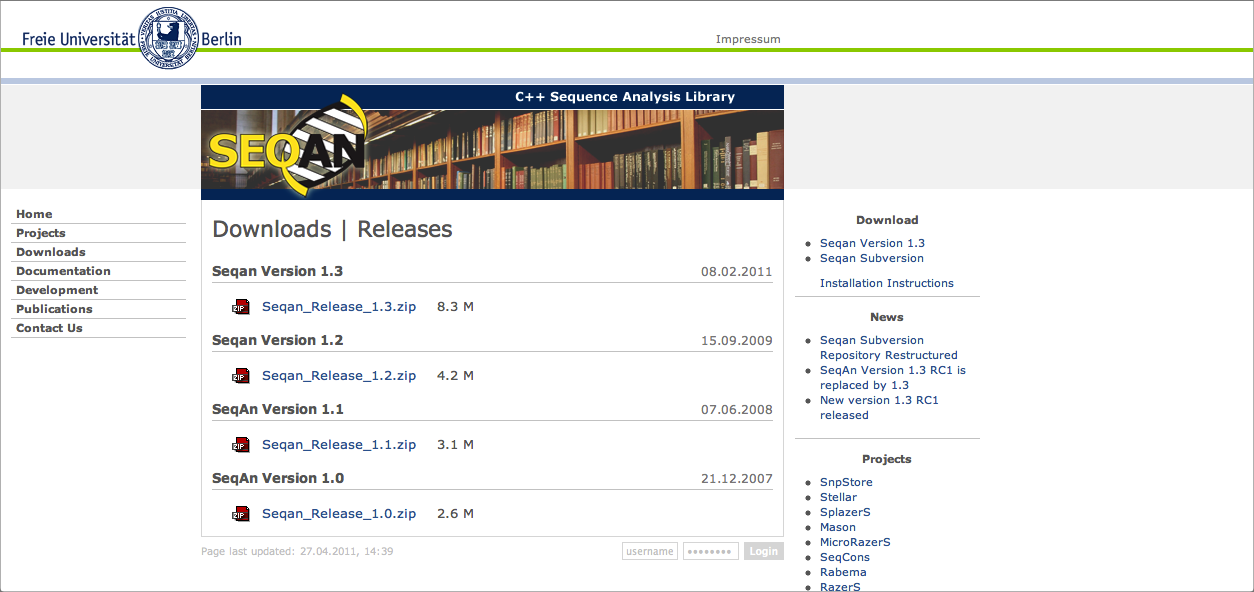 Freie Universität Berlin
Impressum
C++ Sequence Analysis Library
SEQAN
Home
Projects
Downloads
Documentation
Development
Publications
Contact Us
Downloads | Releases
Seqan Version 1.3 08.02.2011
ZIP Seqan_Release_1.3.zip 8.3 M
Seqan Version 1.2 15.09.2009
ZIP Seqan_Release_1.2.zip 4.2 M
SeqAn Version 1.1 07.06.2008
ZIP Seqan_Release_1.1.zip 3.1 M
SeqAn Version 1.0 21.12.2007
ZIP Seqan_Release_1.0.zip 2.6 M
Page last updated: 27.04.2011, 14:39
username •••••••• Login
Download
• Seqan Version 1.3
• Seqan Subversion
Installation Instructions
News
• Seqan Subversion
Repository Restructured
• SeqAn Version 1.3 RC1 is
replaced by 1.3
• New version 1.3 RC1
released
Projects
• SnpStore
• Stellar
• SplazerS
• Mason
• MicroRazerS
• SeqCons
• Rabema
• RazerS